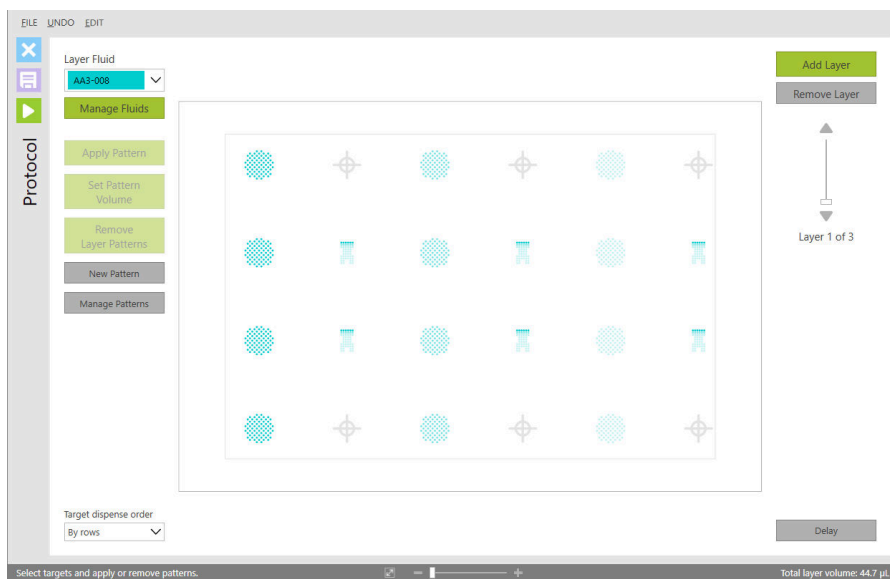 FILE UNDO EDIT
Layer Fluid
AA3-008
Manage Fluids
Apply Pattern
Set Pattern
Volume
Remove
Layer Patterns
New Pattern
Manage Patterns
Protocol
Target dispense order
By rows
Add Layer
Remove Layer
Layer 1 of 3
Delay
Select targets and apply or remove patterns.
Total layer volume: 44.7 µL